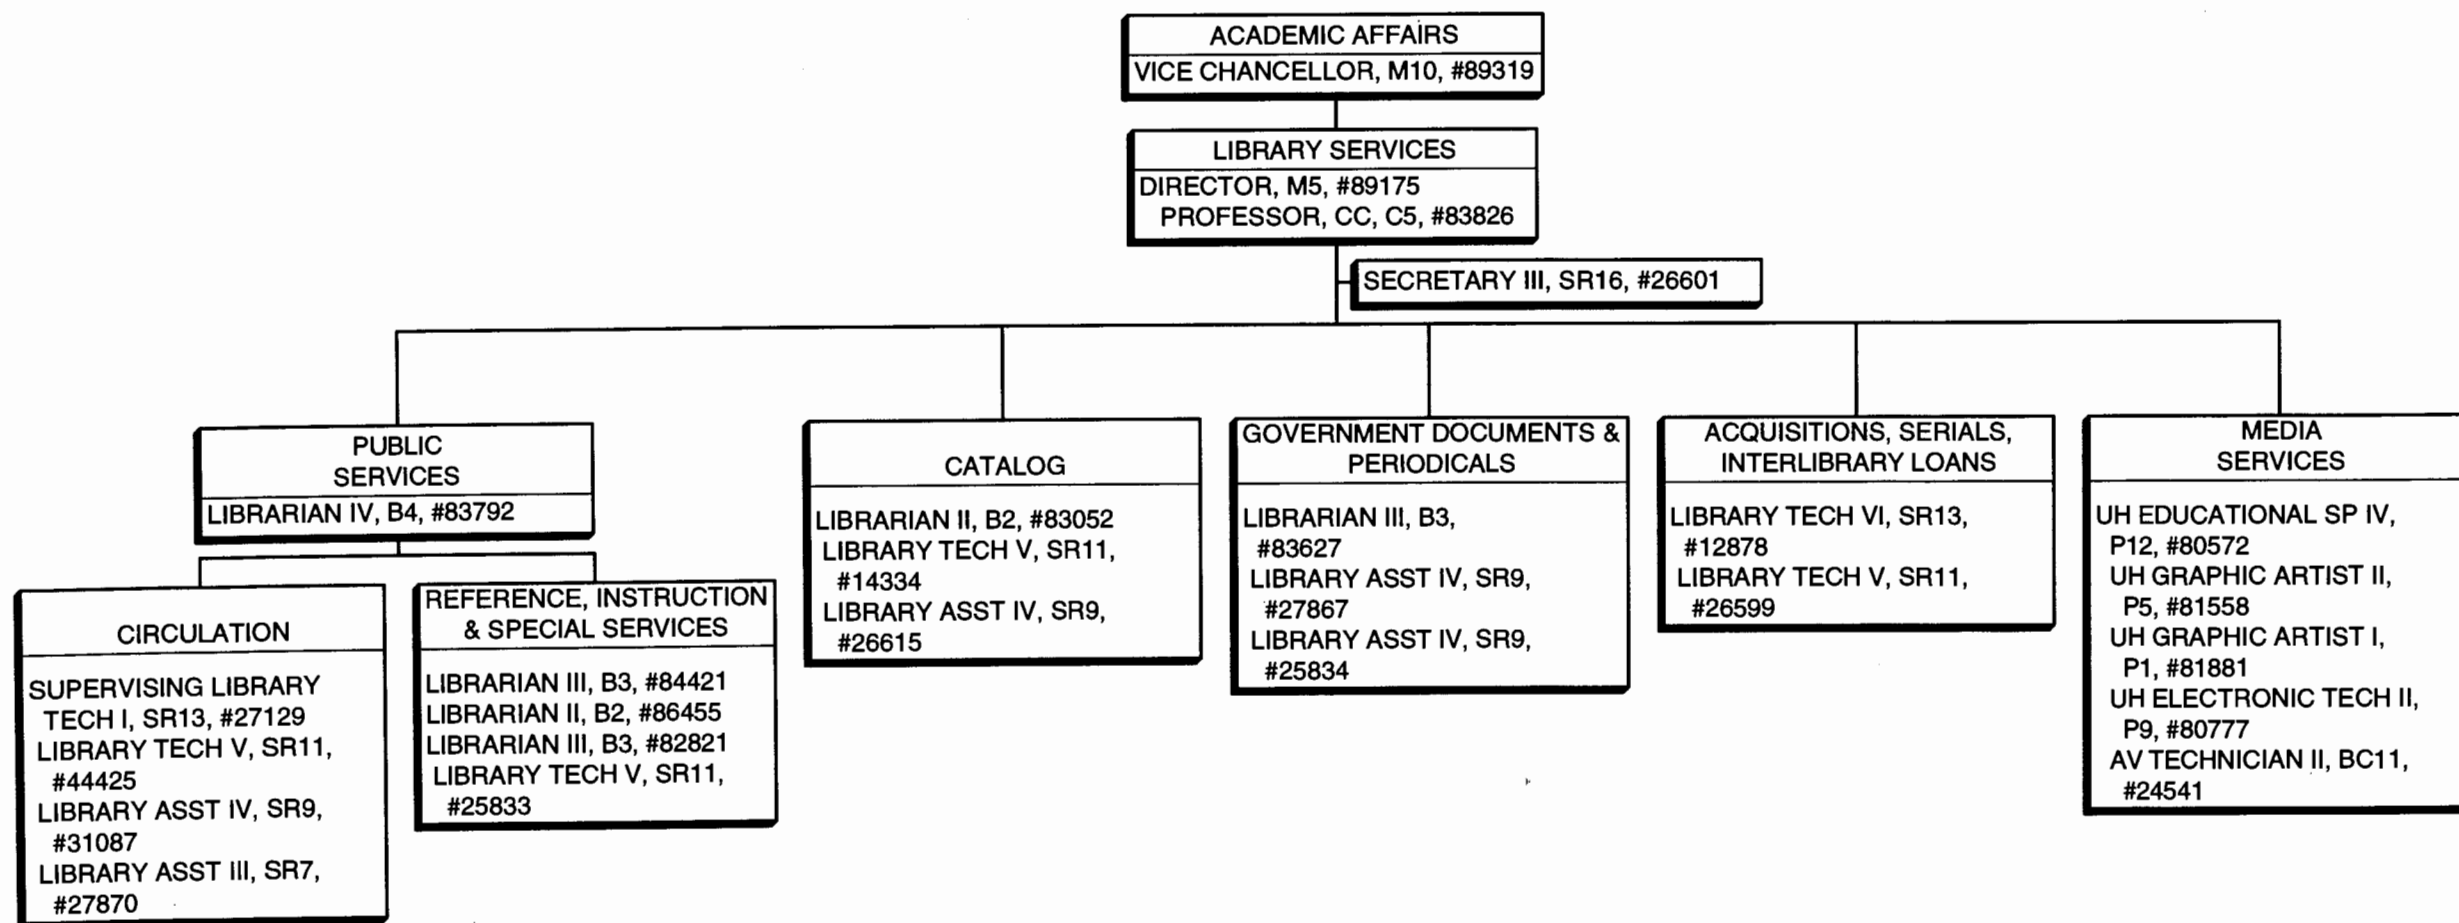 ACADEMIC AFFAIRS
VICE CHANCELLOR, M10, #89319
LIBRARY SERVICES
DIRECTOR, M5, #89175
PROFESSOR, CC, C5, #83826
SECRETARY III, SR16, #26601
PUBLIC
SERVICES
LIBRARIAN IV, B4, #83792
CIRCULATION
SUPERVISING LIBRARY
TECH I, SR13, #27129
LIBRARY TECH V, SR11,
#44425
LIBRARY ASST IV, SR9,
#31087
LIBRARY ASST III, SR7,
#27870
REFERENCE, INSTRUCTION
& SPECIAL SERVICES
LIBRARIAN III, B3, #84421
LIBRARIAN II, B2, #86455
LIBRARIAN III, B3, #82821
LIBRARY TECH V, SR11,
#25833
CATALOG
LIBRARIAN II, B2, #83052
LIBRARY TECH V, SR11,
#14334
LIBRARY ASST IV, SR9,
#26615
GOVERNMENT DOCUMENTS &
PERIODICALS
LIBRARIAN III, B3,
#83627
LIBRARY ASST IV, SR9,
#27867
LIBRARY ASST IV, SR9,
#25834
ACQUISITIONS, SERIALS,
INTERLIBRARY LOANS
LIBRARY TECH VI, SR13,
#12878
LIBRARY TECH V, SR11,
#26599
MEDIA
SERVICES
UH EDUCATIONAL SP IV,
P12, #80572
UH GRAPHIC ARTIST II,
P5, #81558
UH GRAPHIC ARTIST I,
P1, #81881
UH ELECTRONIC TECH II,
P9, #80777
AV TECHNICIAN II, BC11,
#24541